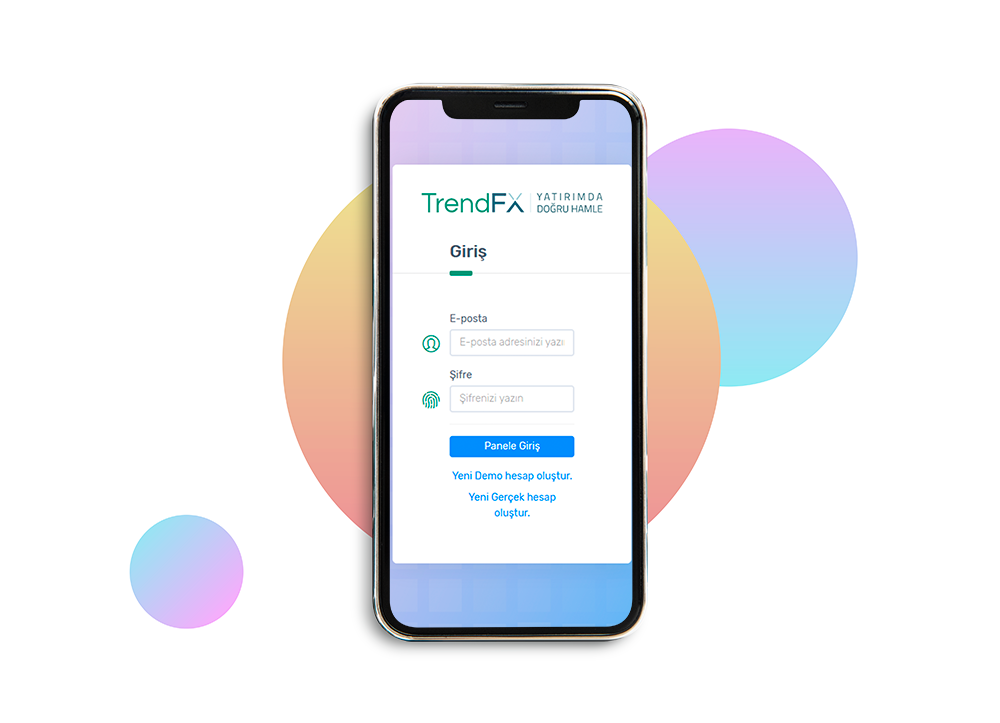 TrendFX
YATIRIMDA
DOĞRU HAMLE
Giriş
E-posta
E-posta adresinizi yazı
Şifre
Şifrenizi yazın
Panele Giriş
Yeni Demo hesap oluştur.
Yeni Gerçek hesap
oluştur.